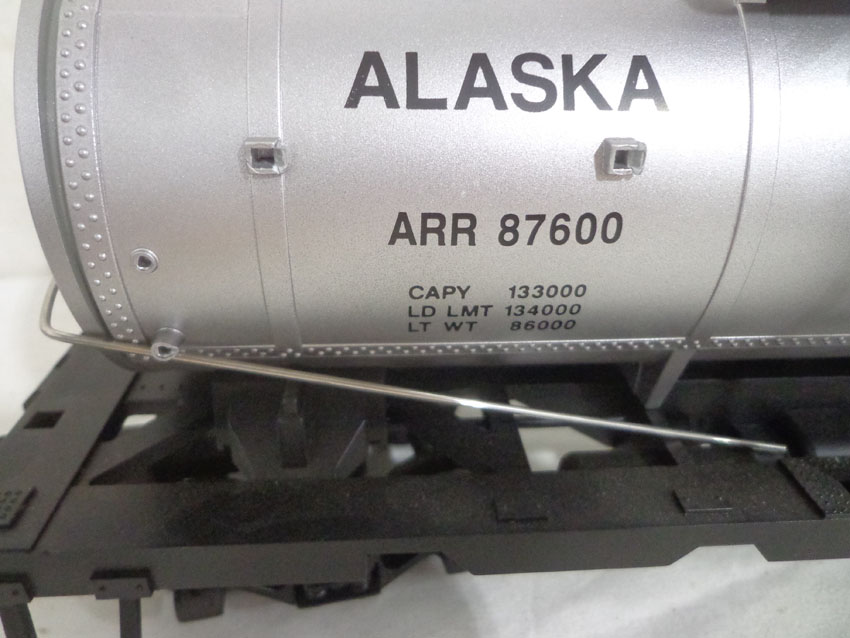 ALASKA
ARR 87600
CAPY 133000
LD LMT 134000
LT WT 86000